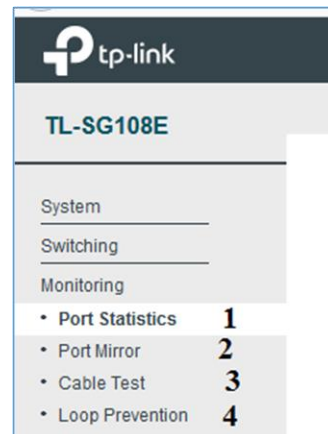 tp-link
TL-SG108E
System
Switching
Monitoring
• Port Statistics 1
• Port Mirror 2
• Cable Test 3
• Loop Prevention 4